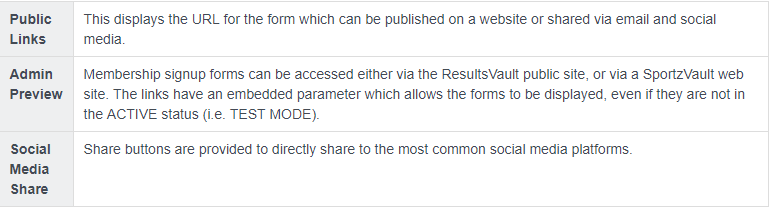 Public Links
This displays the URL for the form which can be published on a website or shared via email and social
media.
Admin Preview
Membership signup forms can be accessed either via the ResultsVault public site, or via a SportzVault web
site. The links have an embedded parameter which allows the forms to be displayed, even if they are not in
the ACTIVE status (i.e. TEST MODE).
Social Media Share
Share buttons are provided to directly share to the most common social media platforms.